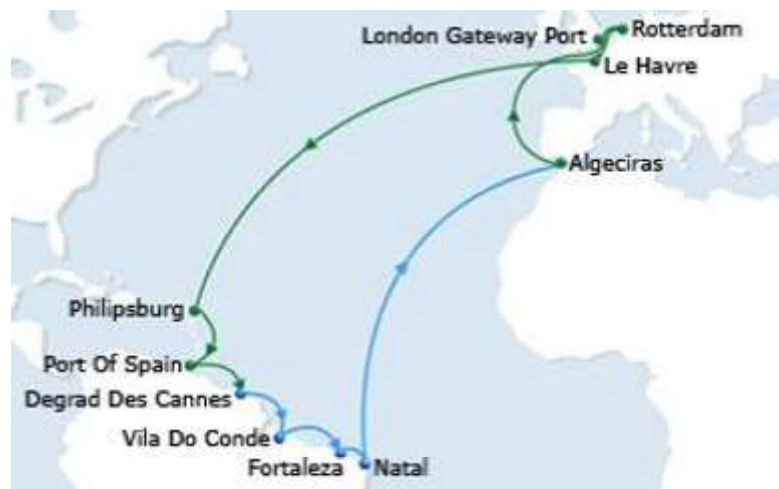 London Gateway Port
Rotterdam
Le Havre
Algeciras
Philipsburg
Port Of Spain
Degrad Des Cannes
Vila Do Conde
Fortaleza
Natal